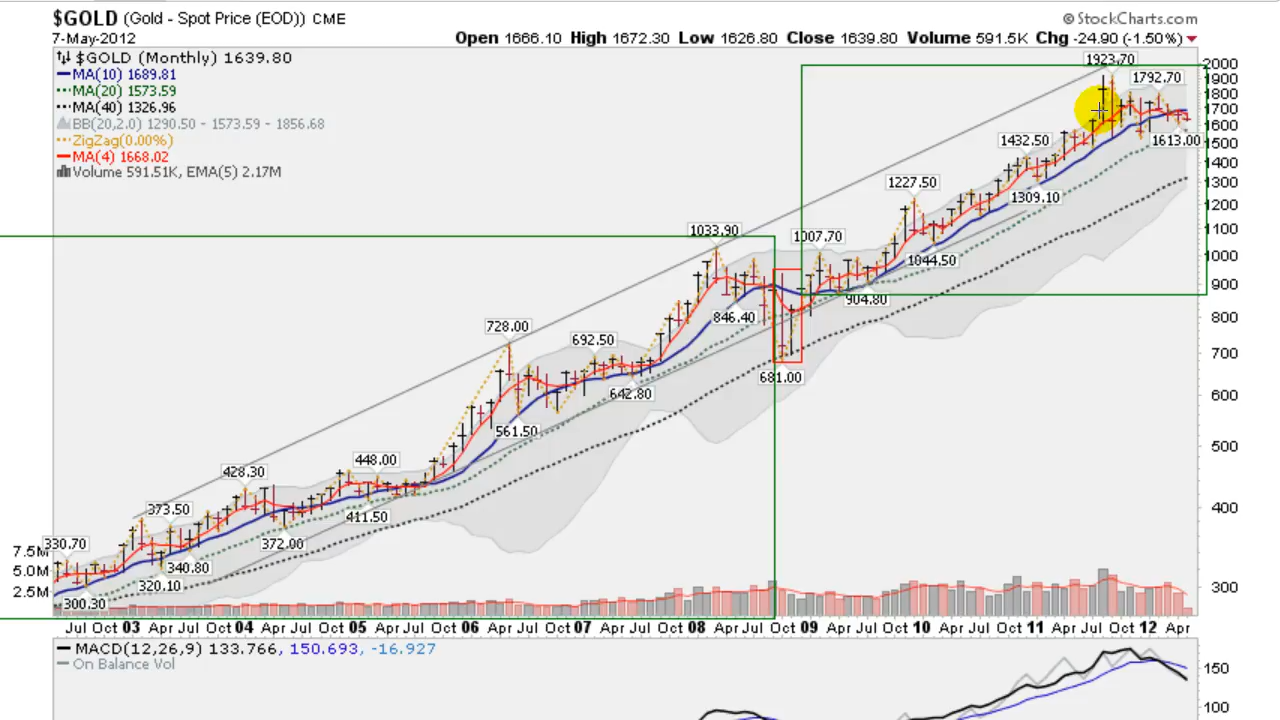 $GOLD (Gold - Spot Price (EOD)) CME
© StockCharts.com
7-May-2012
Open 1666.10 High 1672.30 Low 1626.80 Close 1639.80 Volume 591.5K Chg -24.90 (-1.50%)
$GOLD (Monthly) 1639.80
MA(10) 1689.81
MA(20) 1573.59
MA(40) 1326.96
BB(20,2.0) 1290.50 - 1573.59 - 1856.68
ZigZag(0.00%)
MA(4) 1668.02
Volume 591.51K, EMA(5) 2.17M
1923.70
1792.70
1613.00
1432.50
1309.10
1227.50
1044.50
1007.70
904.80
1033.90
846.40
681.00
728.00
692.50
642.80
561.50
448.00
411.50
428.30
372.00
373.50
340.80
320.10
330.70
300.30
2000
1900
1800
1700
1600
1500
1400
1300
1200
1100
1000
900
800
700
600
500
400
300
7.5M
5.0M
2.5M
Jul Oct 03 Apr Jul Oct 04 Apr Jul Oct 05 Apr Jul Oct 06 Apr Jul Oct 07 Apr Jul Oct 08 Apr Jul Oct 09 Apr Jul Oct 10 Apr Jul Oct 11 Apr Jul Oct 12 Apr
MACD(12,26,9) 133.766, 150.693, -16.927
On Balance Vol
150
100